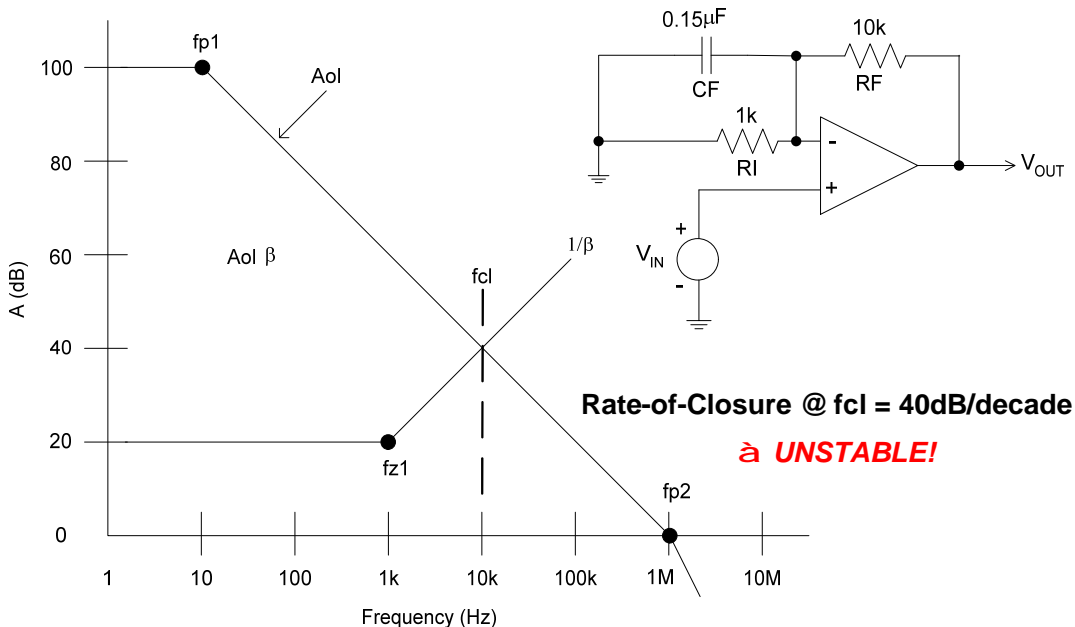 0.15μF
10k
CF
RF
1k
RI
-
+
V_OUT
+
V_IN
-
fp1
Aol
100
80
60
40
20
0
A (dB)
Aol β
1/β
fcl
fz1
fp2
Rate-of-Closure @ fcl = 40dB/decade
à UNSTABLE!
1
10
100
1k
10k
100k
1M
10M
Frequency (Hz)